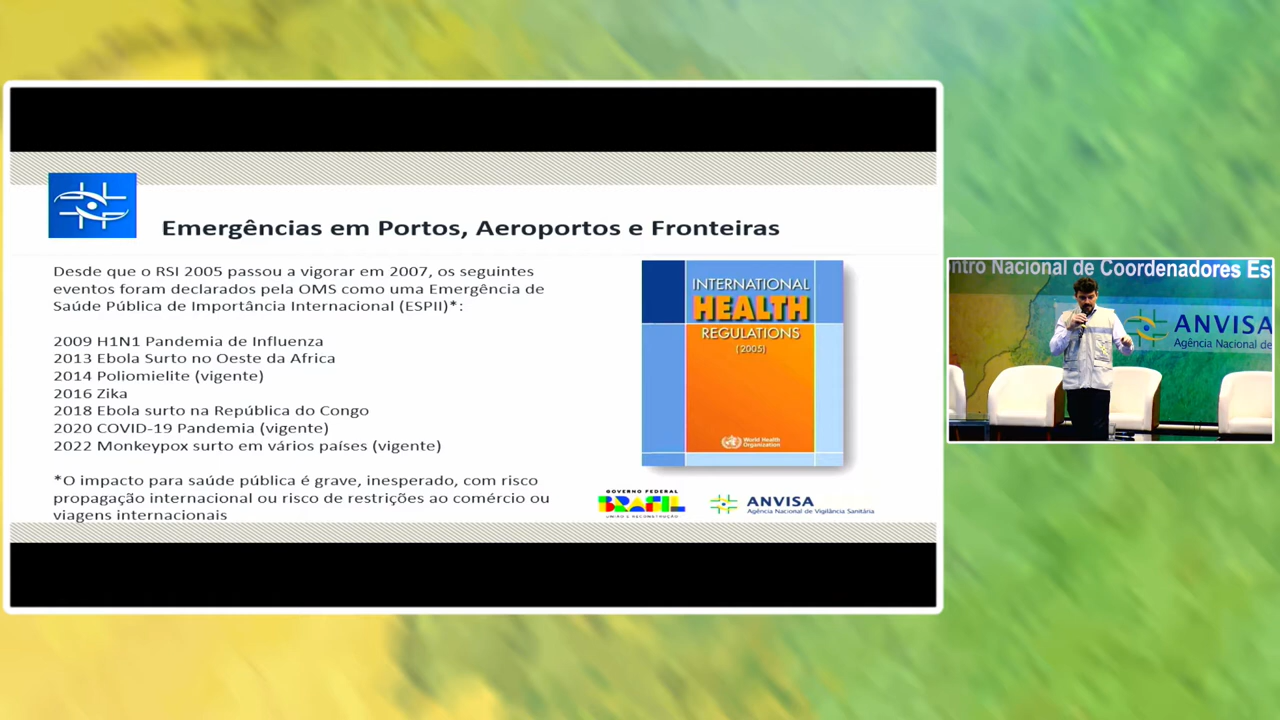 Emergências em Portos, Aeroportos e Fronteiras
Desde que o RSI 2005 passou a vigorar em 2007, os seguintes
eventos foram declarados pela OMS como uma Emergência de
Saúde Pública de Importância Internacional (ESPII)*:
2009 H1N1 Pandemia de Influenza
2013 Ebola Surto no Oeste da Africa
2014 Poliomielite (vigente)
2016 Zika
2018 Ebola surto na República do Congo
2020 COVID-19 Pandemia (vigente)
2022 Monkeypox surto em vários países (vigente)
*O impacto para saúde pública é grave, inesperado, com risco
propagação internacional ou risco de restrições ao comércio ou
viagens internacionais
INTERNATIONAL
HEALTH
REGULATIONS
(2005)
World Health
Organization
GOVERNO FEDERAL
BRASIL
UNIÃO E RECONSTRUÇÃO
ANVISA
Agência Nacional de Vigilância Sanitária
ntro Nacional de Coordenadores Es
ANVISA
Agência Nacional de